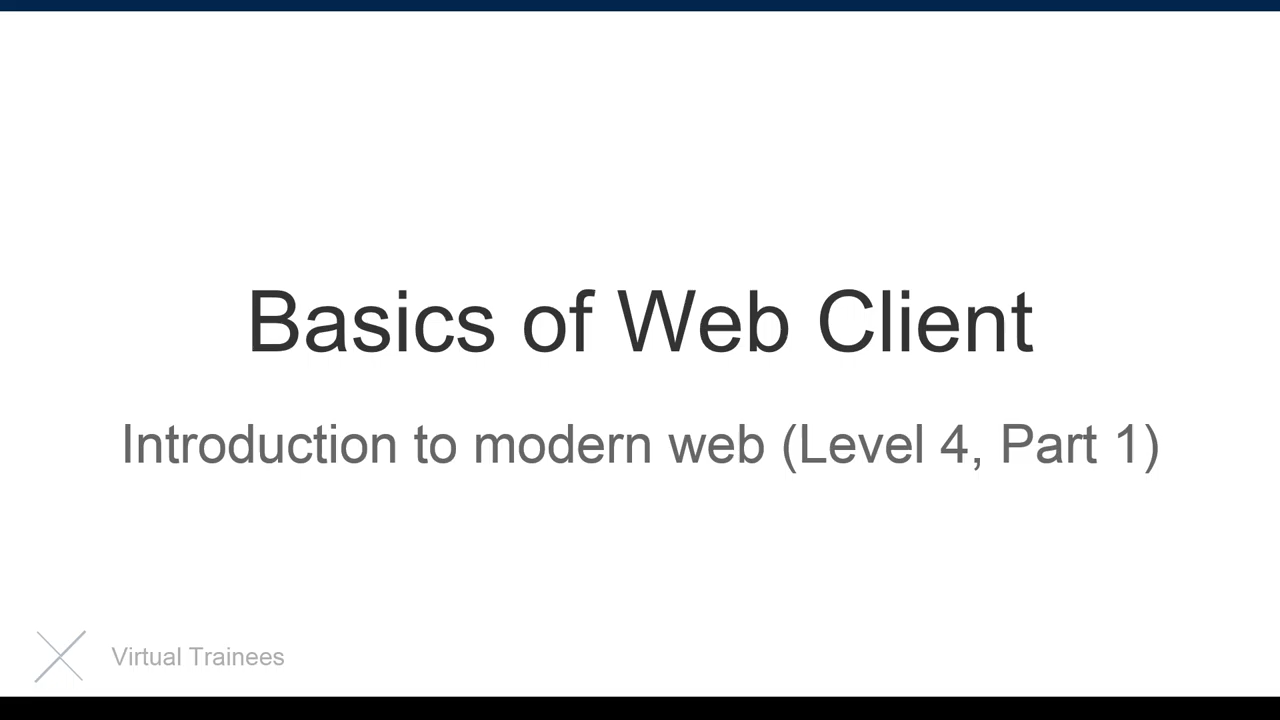 Basics of Web Client
Introduction to modern web (Level 4, Part 1)
Virtual Trainees